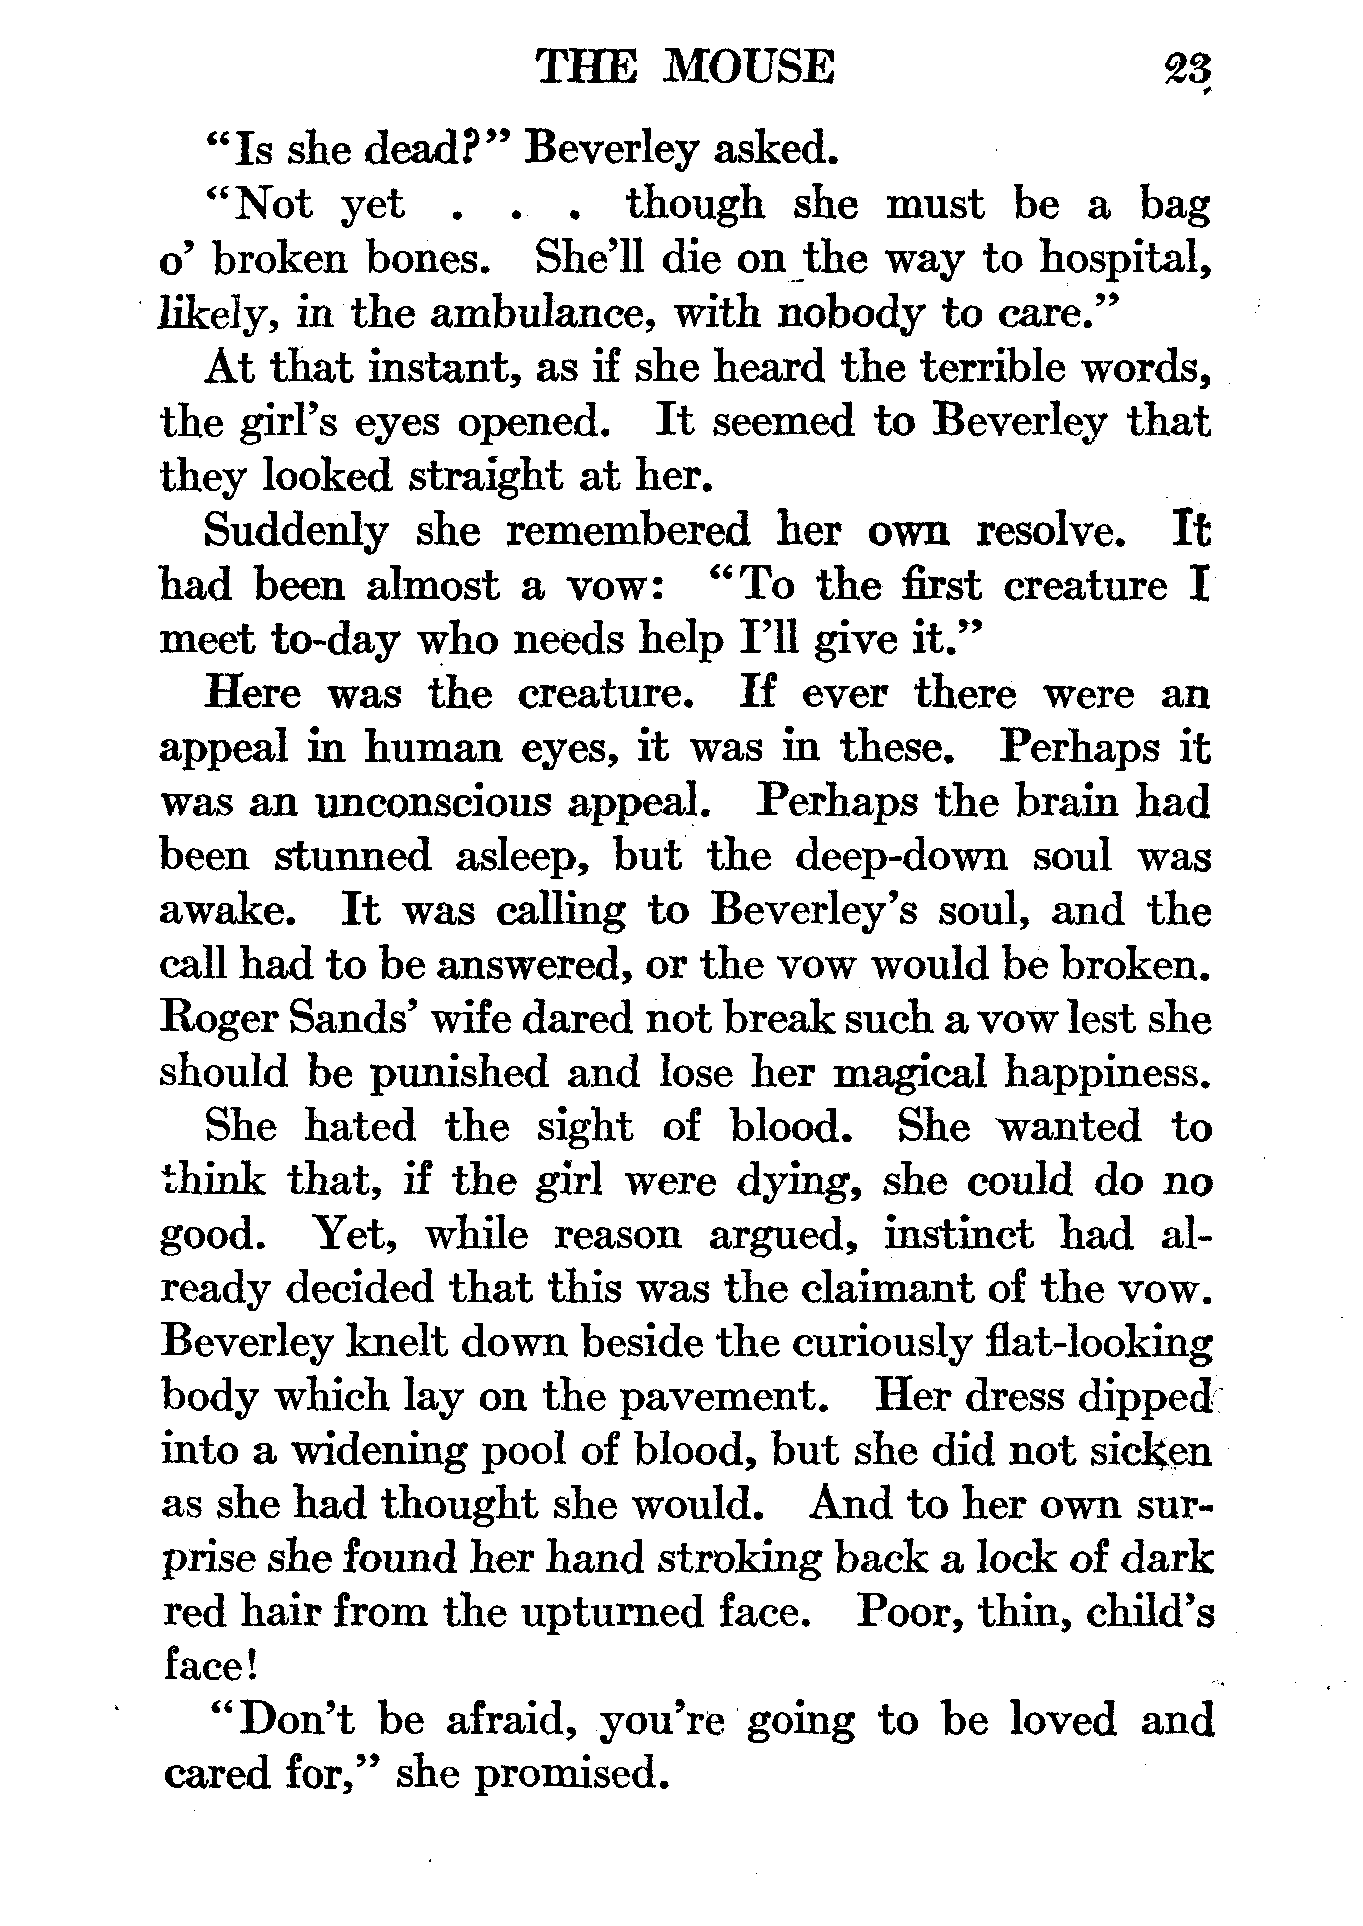 THE MOUSE 23
"Is she dead?" Beverley asked.
"Not yet . . . though she must be a bag
o' broken bones. She'll die on the way to hospital,
likely, in the ambulance, with nobody to care."
At that instant, as if she heard the terrible words,
the girl's eyes opened. It seemed to Beverley that
they looked straight at her.
Suddenly she remembered her own resolve. It
had been almost a vow: "To the first creature I
meet to-day who needs help I'll give it."
Here was the creature. If ever there were an
appeal in human eyes, it was in these. Perhaps it
was an unconscious appeal. Perhaps the brain had
been stunned asleep, but the deep-down soul was
awake. It was calling to Beverley's soul, and the
call had to be answered, or the vow would be broken.
Roger Sands' wife dared not break such a vow lest she
should be punished and lose her magical happiness.
She hated the sight of blood. She wanted to
think that, if the girl were dying, she could do no
good. Yet, while reason argued, instinct had al-
ready decided that this was the claimant of the vow.
Beverley knelt down beside the curiously flat-looking
body which lay on the pavement. Her dress dipped
into a widening pool of blood, but she did not sicken
as she had thought she would. And to her own sur-
prise she found her hand stroking back a lock of dark
red hair from the upturned face. Poor, thin, child's
face!
"Don't be afraid, you're going to be loved and
cared for," she promised.